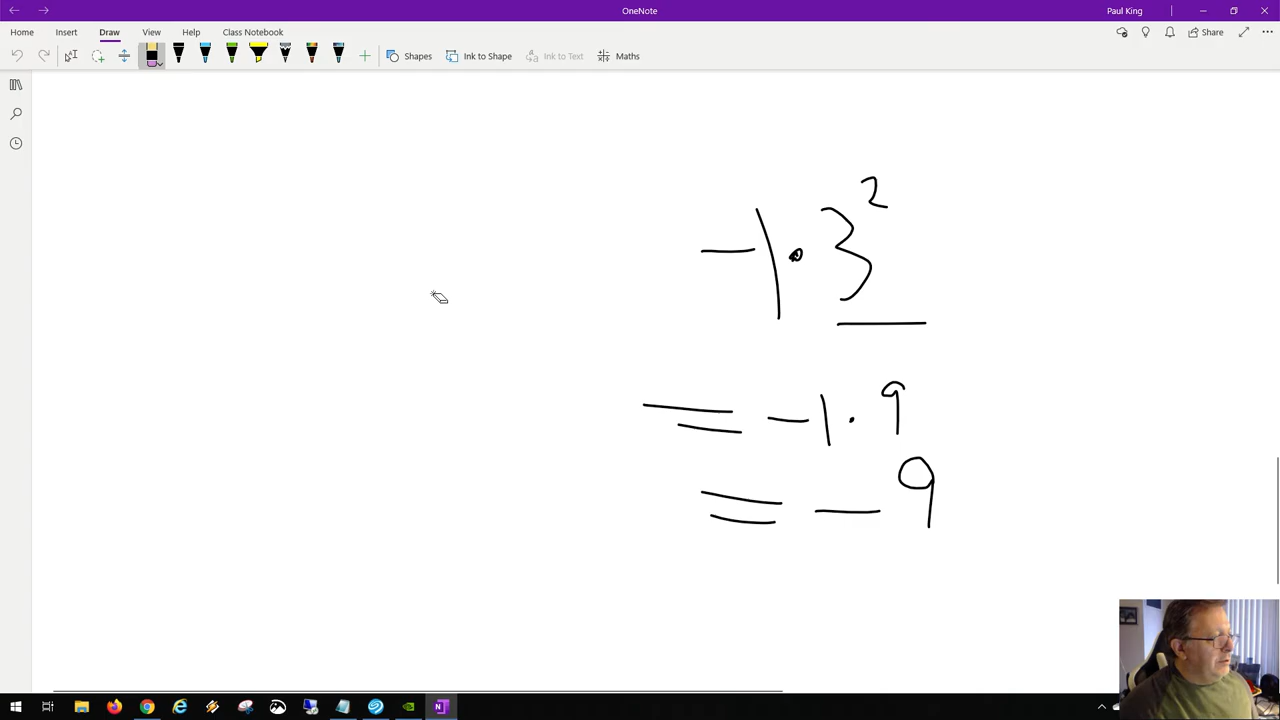 OneNote
Paul King
Home Insert Draw View Help Class Notebook
Share
Shapes Ink to Shape Ink to Text Maths
-1·3²
= -1·9
= -9